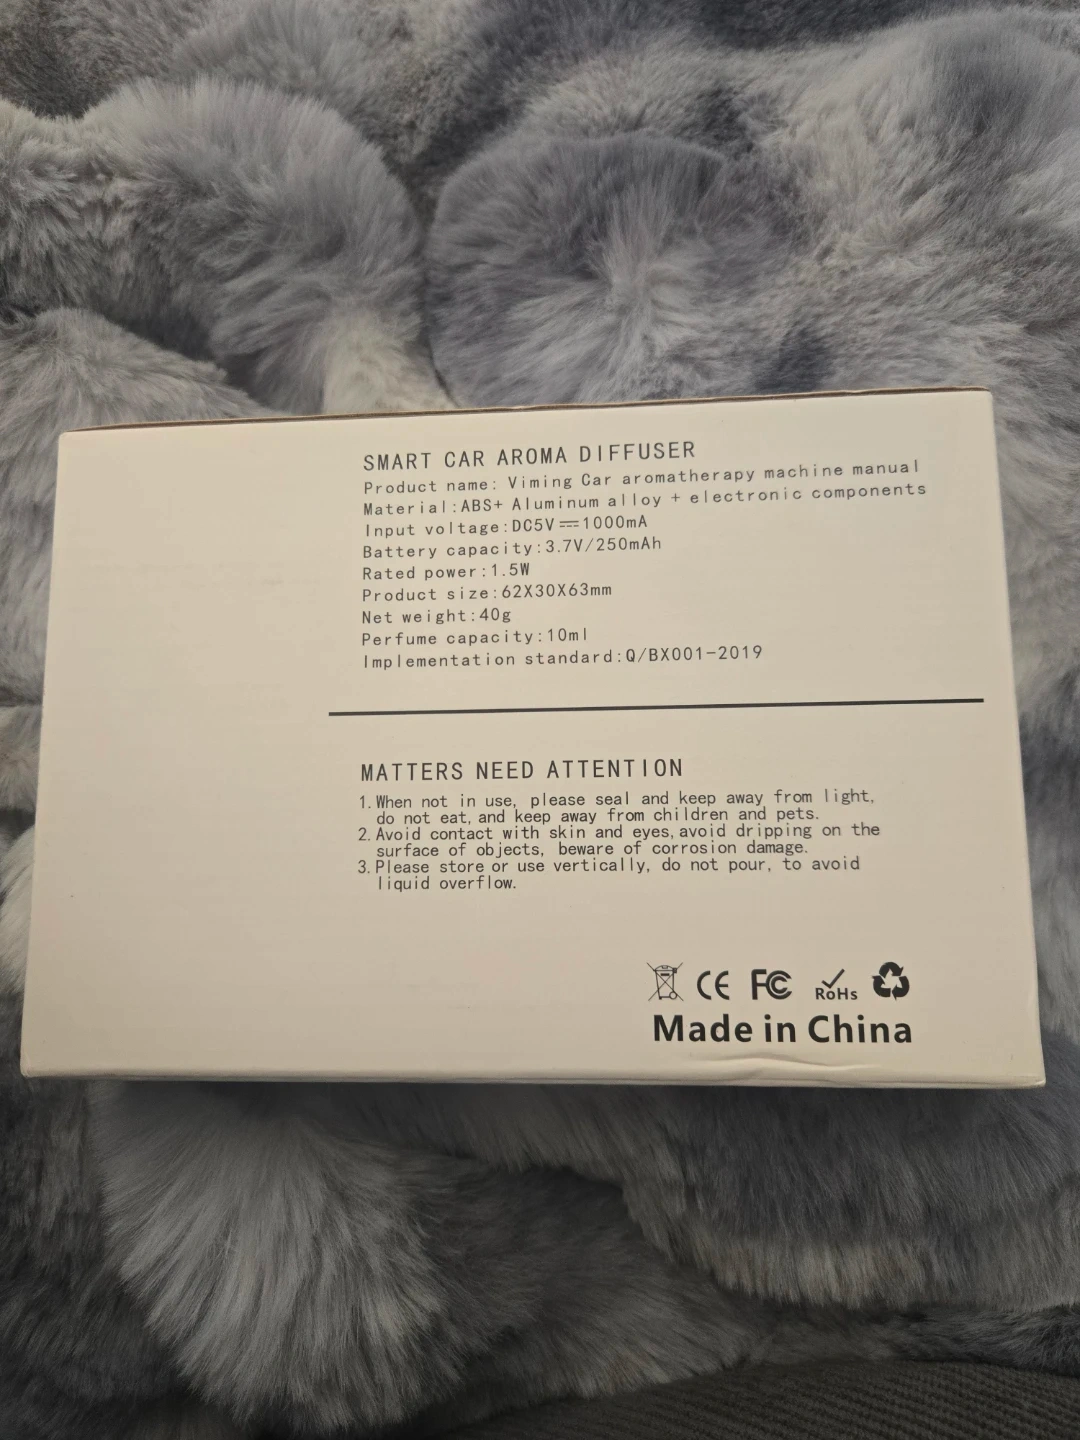 SMART CAR AROMA DIFFUSER
Product name: Viming Car aromatherapy machine manual
Material:ABS+ Aluminum alloy + electronic components
Input voltage:DC5V⎓1000mA
Battery capacity:3.7V/250mAh
Rated power:1.5W
Product size:62X30X63mm
Net weight:40g
Perfume capacity:10ml
Implementation standard:Q/BX001-2019
MATTERS NEED ATTENTION
1. When not in use, please seal and keep away from light,
do not eat, and keep away from children and pets.
2. Avoid contact with skin and eyes, avoid dripping on the
surface of objects, beware of corrosion damage.
3. Please store or use vertically, do not pour, to avoid
liquid overflow.
CE FC RoHs
Made in China